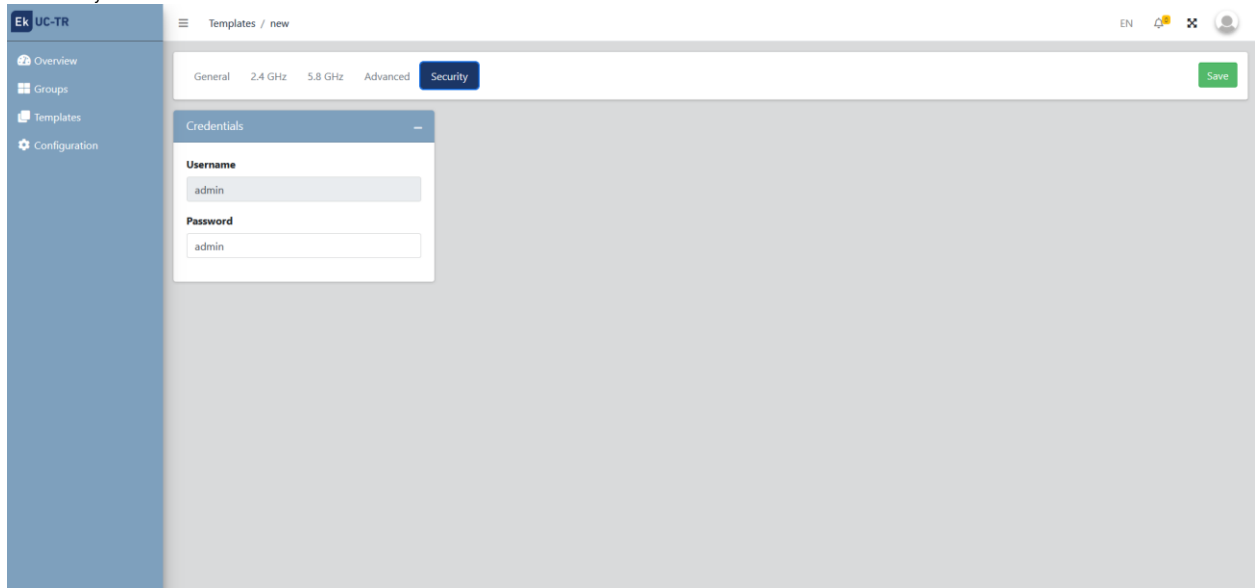 Ek UC-TR
Templates / new
EN
Overview
Groups
Templates
Configuration
General 2.4 GHz 5.8 GHz Advanced Security
Save
Credentials
Username
admin
Password
admin